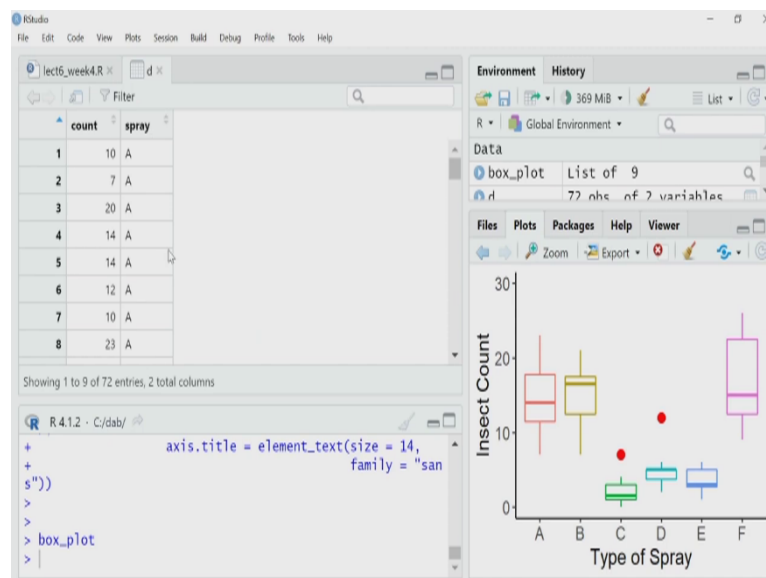 RStudio
File Edit Code View Plots Session Build Debug Profile Tools Help
lect6_week4.R × d ×
Filter
count spray
1 10 A
2 7 A
3 20 A
4 14 A
5 14 A
6 12 A
7 10 A
8 23 A
Showing 1 to 9 of 72 entries, 2 total columns
R 4.1.2 · C:/dab/
+ axis.title = element_text(size = 14,
+ family = "san
s"))
>
>
> box_plot
>
Environment History
369 MiB List
R Global Environment
Data
box_plot List of 9
d 72 obs. of 2 variables
Files Plots Packages Help Viewer
Zoom Export
Insect Count
30
20
10
0
A B C D E F
Type of Spray